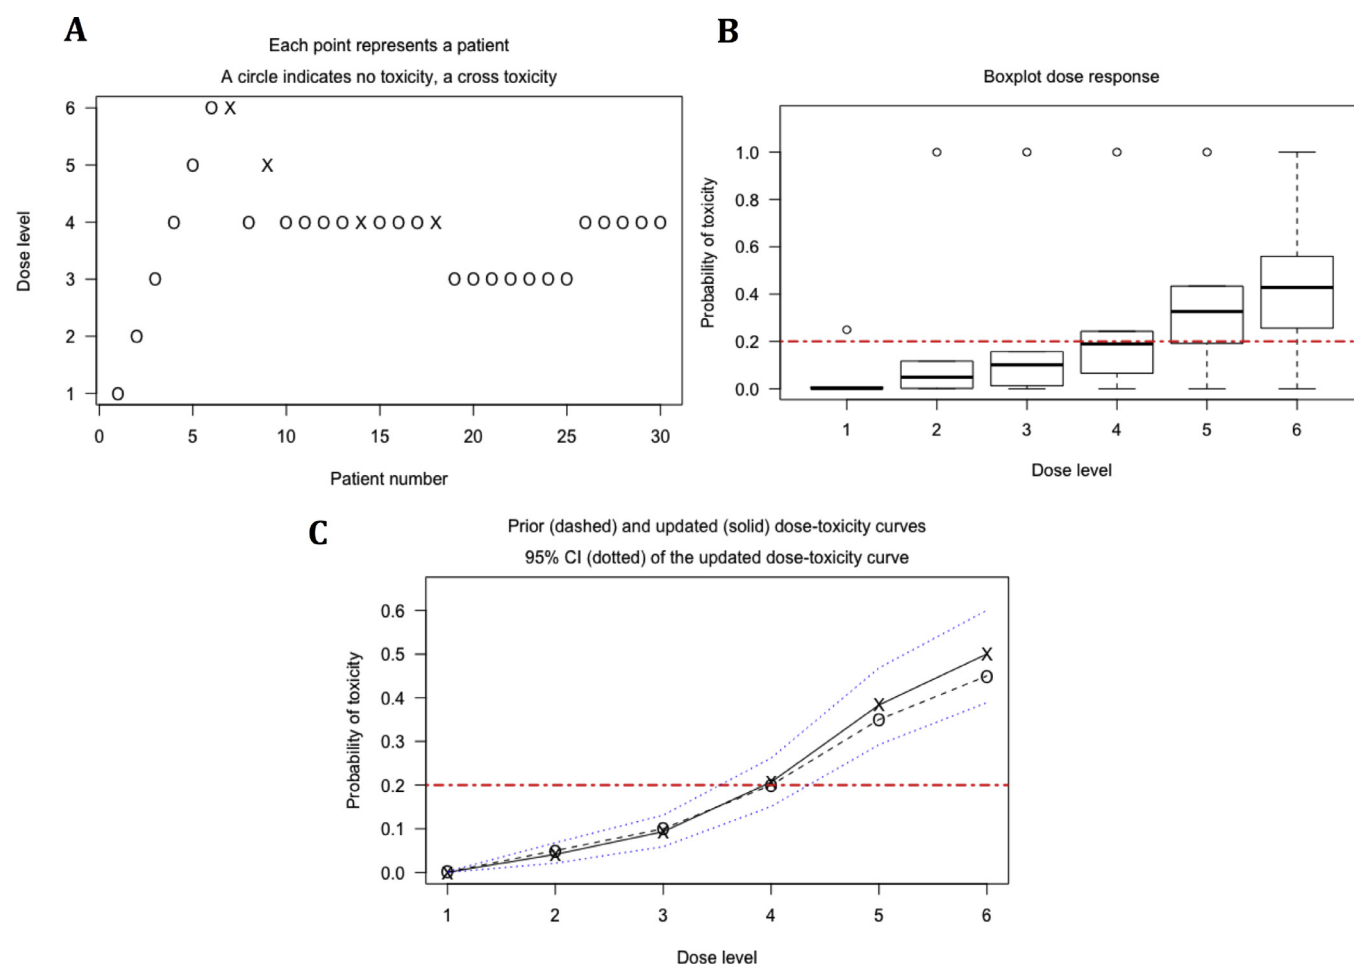 A
Each point represents a patient
A circle indicates no toxicity, a cross toxicity
6
5
4
3
2
1
O O O O O O X O X O O O O X O O O X O O O O O O O O O O O O
0 5 10 15 20 25 30
Dose level
Patient number
B
Boxplot dose response
1.0
0.8
0.6
0.4
0.2
0.0
1 2 3 4 5 6
Probability of toxicity
Dose level
C
Prior (dashed) and updated (solid) dose-toxicity curves
95% CI (dotted) of the updated dose-toxicity curve
0.6
0.5
0.4
0.3
0.2
0.1
0.0
X X X X X X
O O O O O O
1 2 3 4 5 6
Probability of toxicity
Dose level